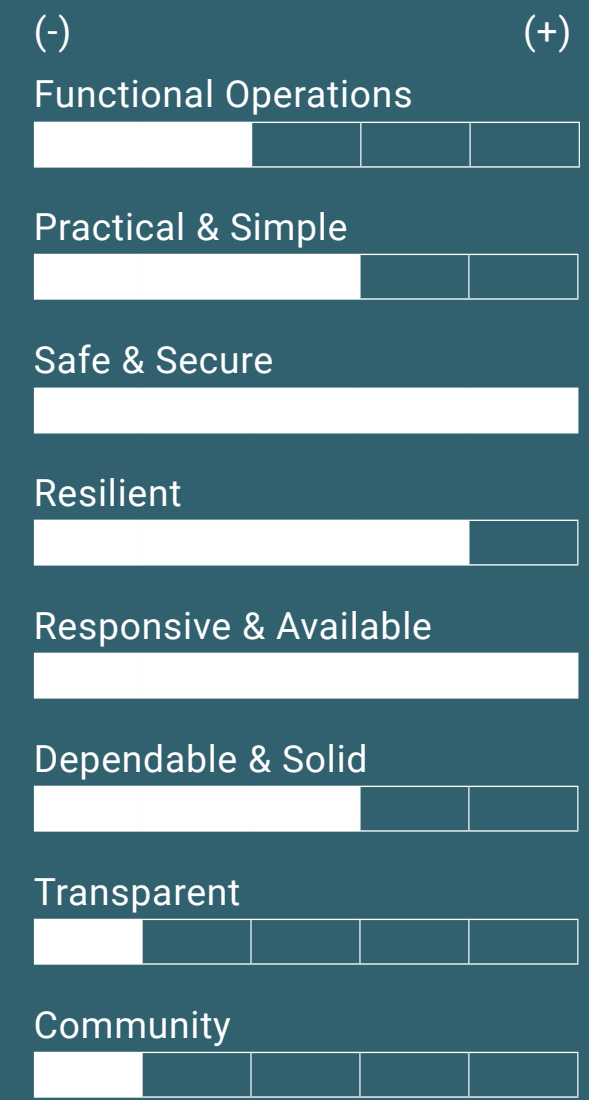 (-) (+)
Functional Operations
Practical & Simple
Safe & Secure
Resilient
Responsive & Available
Dependable & Solid
Transparent
Community